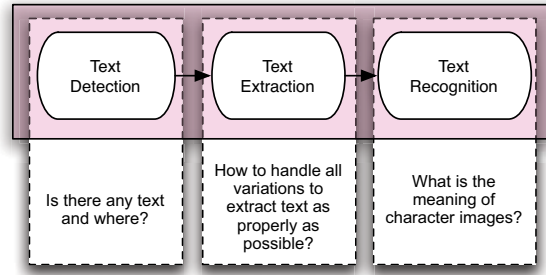 Text
Detection
Text
Extraction
Text
Recognition
Is there any text
and where?
How to handle all
variations to
extract text as
properly as
possible?
What is the
meaning of
character images?